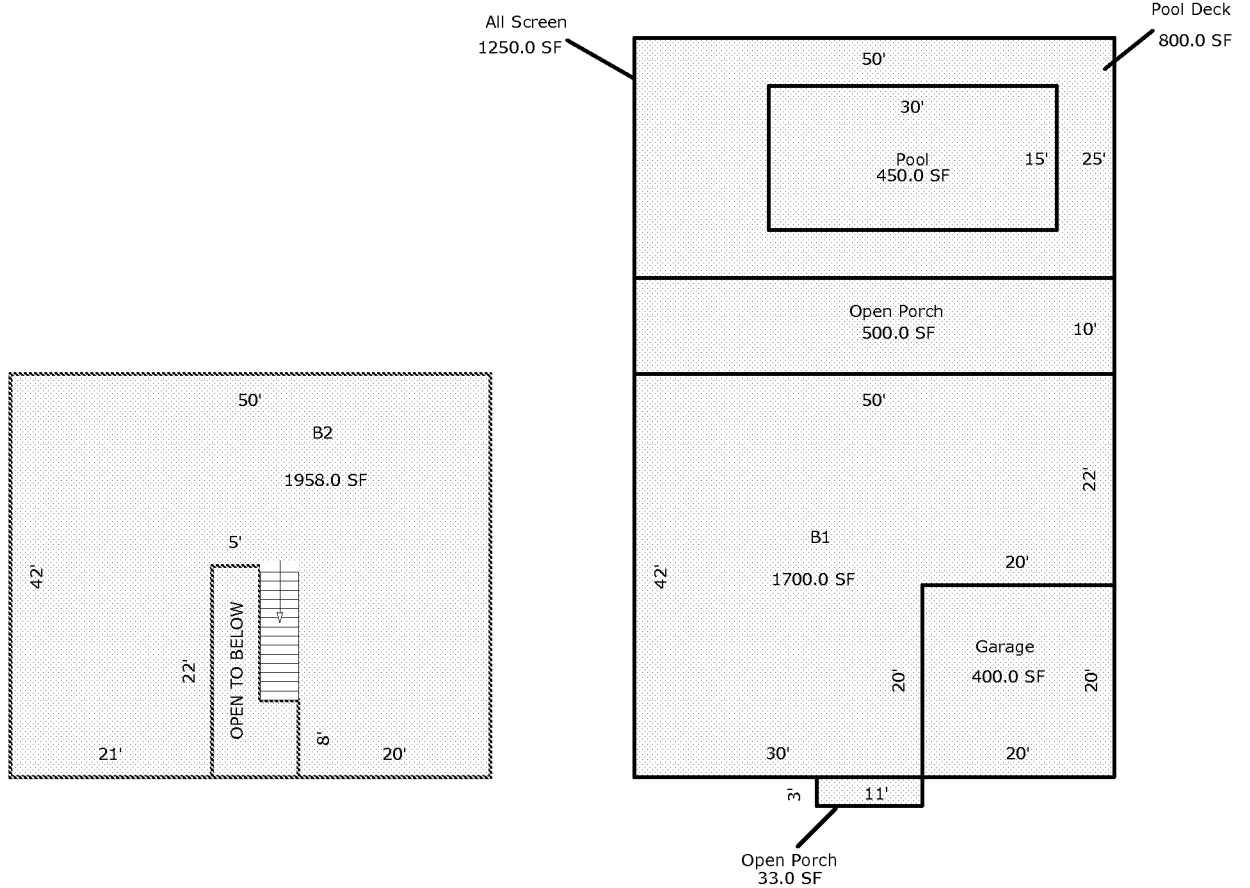 All Screen
1250.0 SF
Pool Deck
800.0 SF
50'
30'
Pool
450.0 SF
15'
25'
Open Porch
500.0 SF
10'
50'
B2
1958.0 SF
5'
42'
OPEN TO BELOW
22'
8'
21'
20'
50'
22'
B1
1700.0 SF
42'
20'
Garage
400.0 SF
20'
20'
30'
20'
3'
11'
Open Porch
33.0 SF